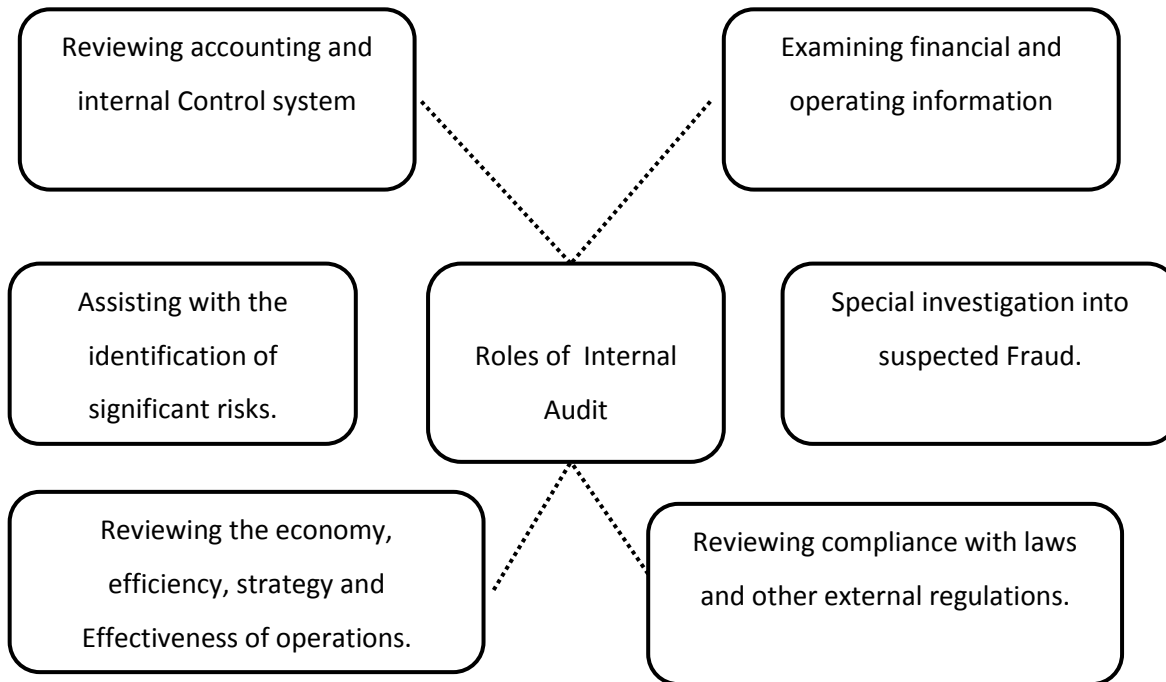 Reviewing accounting and
internal Control system
Examining financial and
operating information
Assisting with the
identification of
significant risks.
Roles of Internal
Audit
Special investigation into
suspected Fraud.
Reviewing the economy,
efficiency, strategy and
Effectiveness of operations.
Reviewing compliance with laws
and other external regulations.